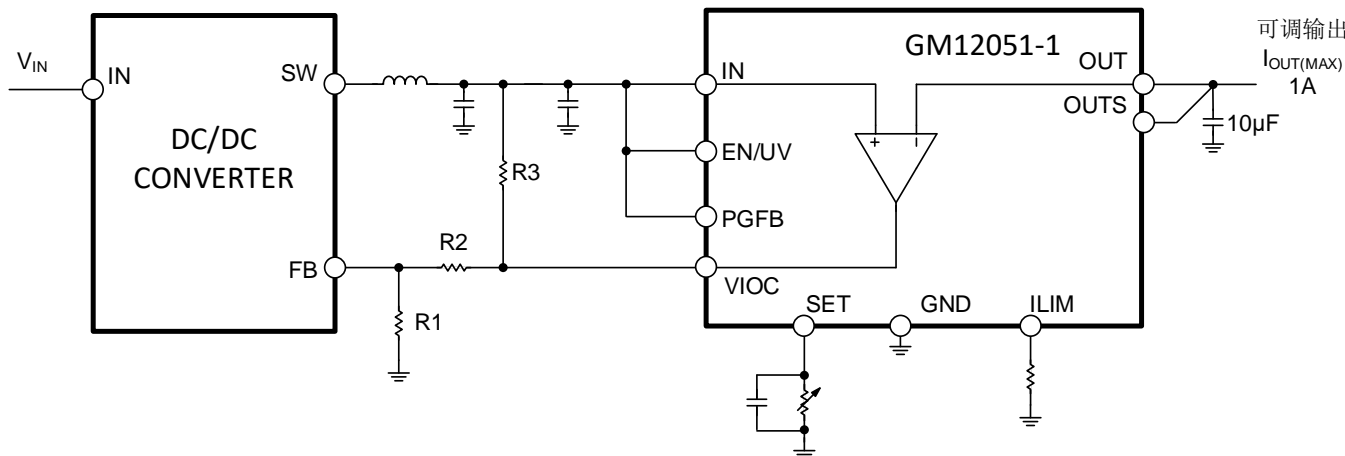 V_IN
IN
DC/DC
CONVERTER
SW
FB
R1
R2
R3
GM12051-1
IN
EN/UV
PGFB
VIOC
SET
GND
ILIM
OUT
OUTS
10µF
可调输出
I_OUT(MAX)
1A
+
−